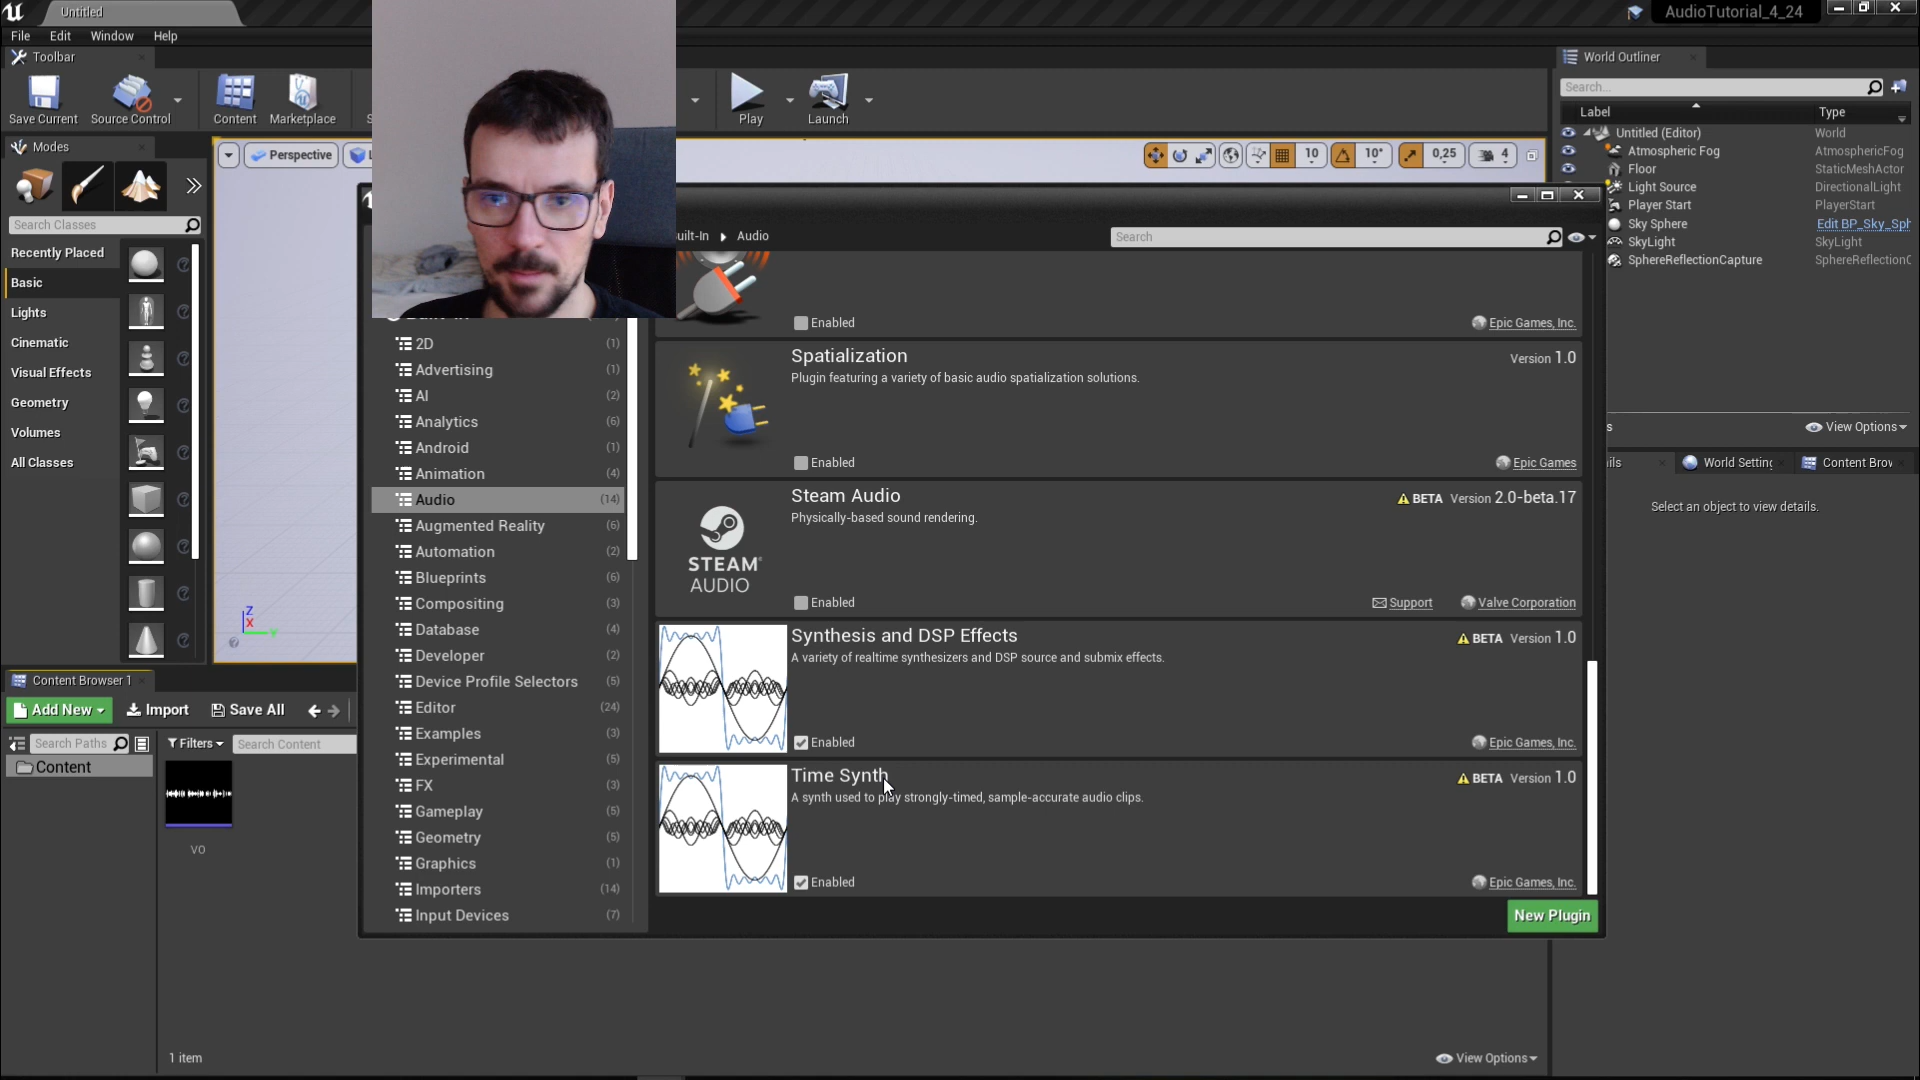 Untitled
AudioTutorial_4_24
File Edit Window Help
Toolbar
World Outliner
Save Current
Source Control
Content
Marketplace
Play
Launch
Search...
Label
Type
Untitled (Editor) World
Atmospheric Fog AtmosphericFog
Floor StaticMeshActor
Light Source DirectionalLight
Player Start PlayerStart
Sky Sphere Edit BP_Sky_Sph
SkyLight SkyLight
SphereReflectionCapture SphereReflectionC
View Options
World Setting
Content Brow
Select an object to view details.
Modes
Perspective
10
10°
0,25
4
Search Classes
Recently Placed
Basic
Lights
Cinematic
Visual Effects
Geometry
Volumes
All Classes
Z
X
Y
uilt-In Audio
Search
2D (1)
Advertising (1)
AI (2)
Analytics (6)
Android (1)
Animation (4)
Audio (14)
Augmented Reality (6)
Automation (2)
Blueprints (6)
Compositing (3)
Database (4)
Developer (2)
Device Profile Selectors (5)
Editor (24)
Examples (3)
Experimental (5)
FX (3)
Gameplay (5)
Geometry (5)
Graphics (1)
Importers (14)
Input Devices (7)
Enabled
Epic Games, Inc.
Spatialization
Version 1.0
Plugin featuring a variety of basic audio spatialization solutions.
Enabled
Epic Games
Steam Audio
BETA Version 2.0-beta.17
Physically-based sound rendering.
STEAM
AUDIO
Enabled
Support
Valve Corporation
Synthesis and DSP Effects
BETA Version 1.0
A variety of realtime synthesizers and DSP source and submix effects.
Enabled
Epic Games, Inc.
Time Synth
BETA Version 1.0
A synth used to play strongly-timed, sample-accurate audio clips.
Enabled
Epic Games, Inc.
New Plugin
Content Browser 1
Add New
Import
Save All
Search Paths
Filters
Search Content
Content
VO
1 item
View Options